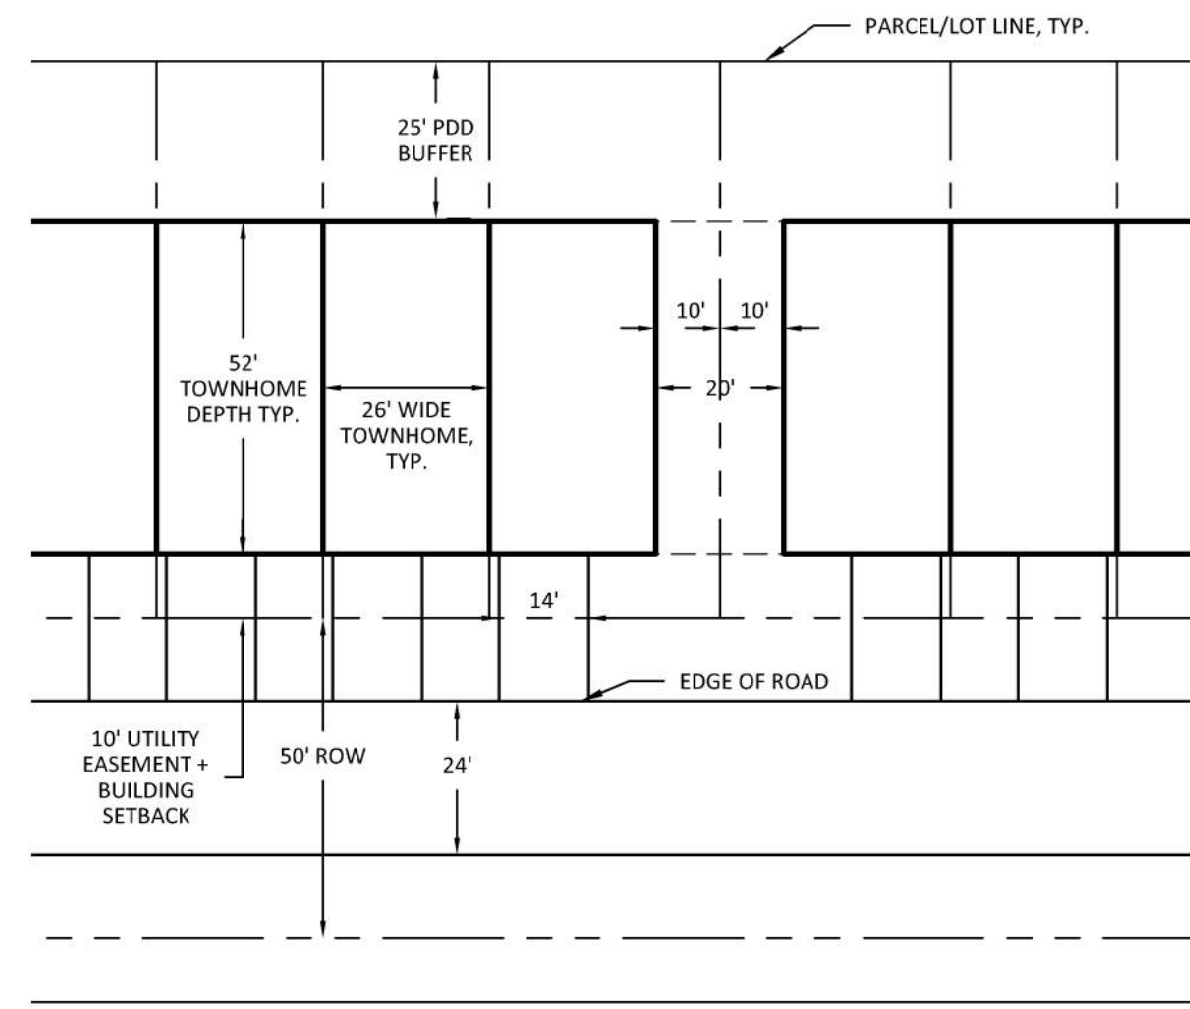 PARCEL/LOT LINE, TYP.
25' PDD
BUFFER
10'
10'
52'
TOWNHOME
DEPTH TYP.
26' WIDE
TOWNHOME,
TYP.
20'
14'
EDGE OF ROAD
10' UTILITY
EASEMENT +
BUILDING
SETBACK
50' ROW
24'